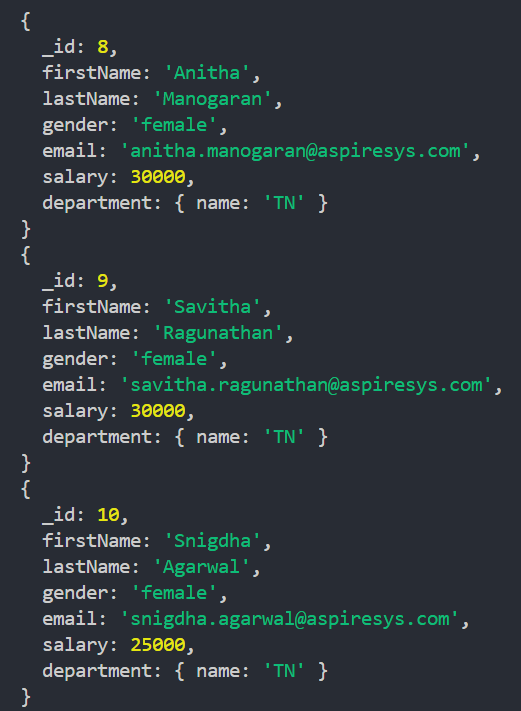 {
  _id: 8,
  firstName: 'Anitha',
  lastName: 'Manogaran',
  gender: 'female',
  email: 'anitha.manogaran@aspiresys.com',
  salary: 30000,
  department: { name: 'TN' }
}
{
  _id: 9,
  firstName: 'Savitha',
  lastName: 'Ragunathan',
  gender: 'female',
  email: 'savitha.ragunathan@aspiresys.com',
  salary: 30000,
  department: { name: 'TN' }
}
{
  _id: 10,
  firstName: 'Snigdha',
  lastName: 'Agarwal',
  gender: 'female',
  email: 'snigdha.agarwal@aspiresys.com',
  salary: 25000,
  department: { name: 'TN' }
}